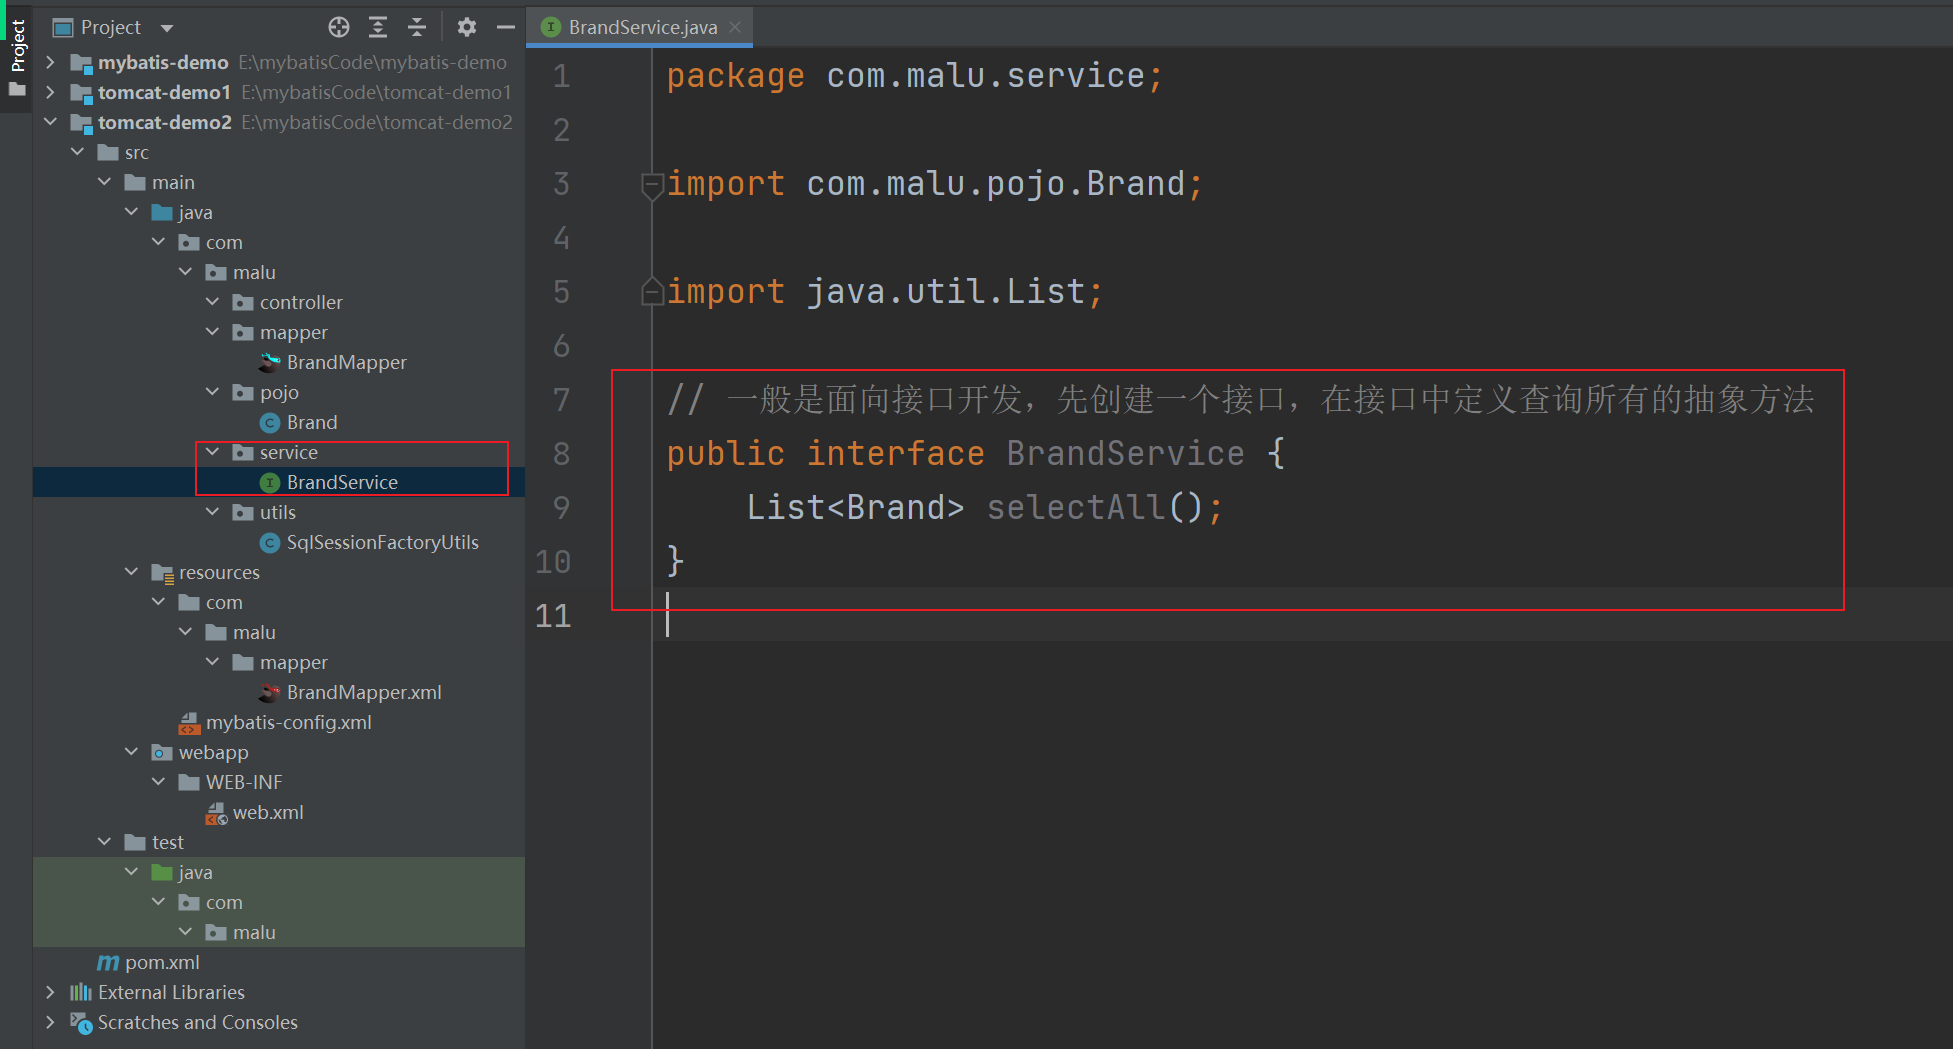 Project
Project
mybatis-demo E:\mybatisCode\mybatis-demo
tomcat-demo1 E:\mybatisCode\tomcat-demo1
tomcat-demo2 E:\mybatisCode\tomcat-demo2
src
main
java
com
malu
controller
mapper
BrandMapper
pojo
Brand
service
BrandService
utils
SqlSessionFactoryUtils
resources
com
malu
mapper
BrandMapper.xml
mybatis-config.xml
webapp
WEB-INF
web.xml
test
java
com
malu
pom.xml
External Libraries
Scratches and Consoles
BrandService.java
1 package com.malu.service;
2
3 import com.malu.pojo.Brand;
4
5 import java.util.List;
6
7 // 一般是面向接口开发，先创建一个接口，在接口中定义查询所有的抽象方法
8 public interface BrandService {
9 List<Brand> selectAll();
10 }
11